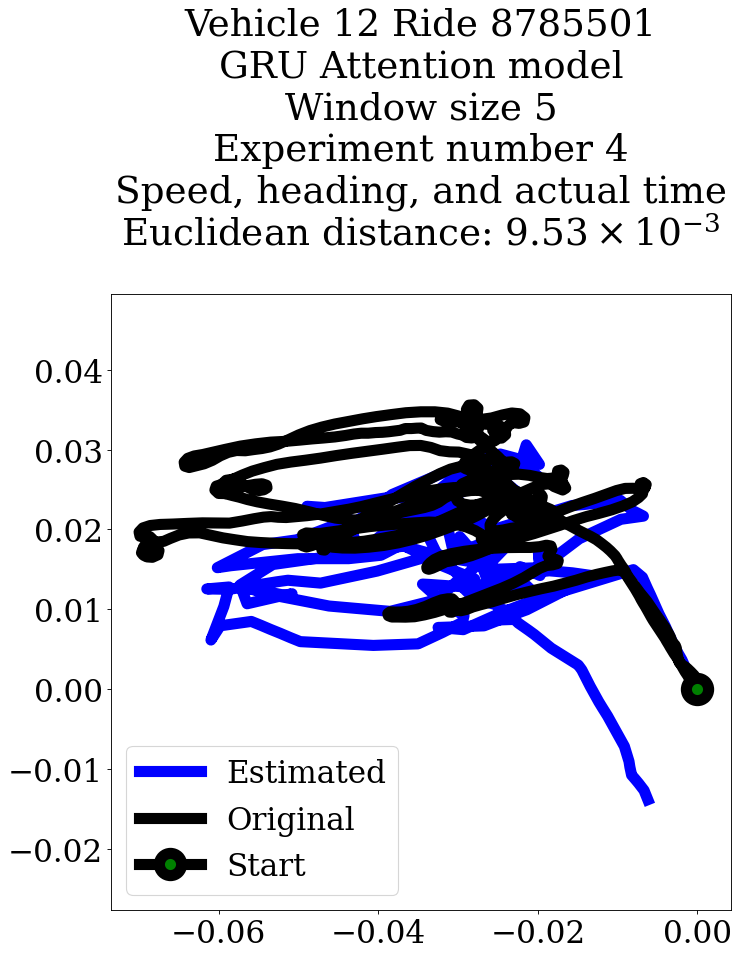 Vehicle 12 Ride 8785501
GRU Attention model
Window size 5
Experiment number 4
Speed, heading, and actual time
Euclidean distance: 9.53 × 10⁻³
0.04
0.03
0.02
0.01
0.00
−0.01
−0.02
Estimated
Original
Start
−0.06
−0.04
−0.02
0.00